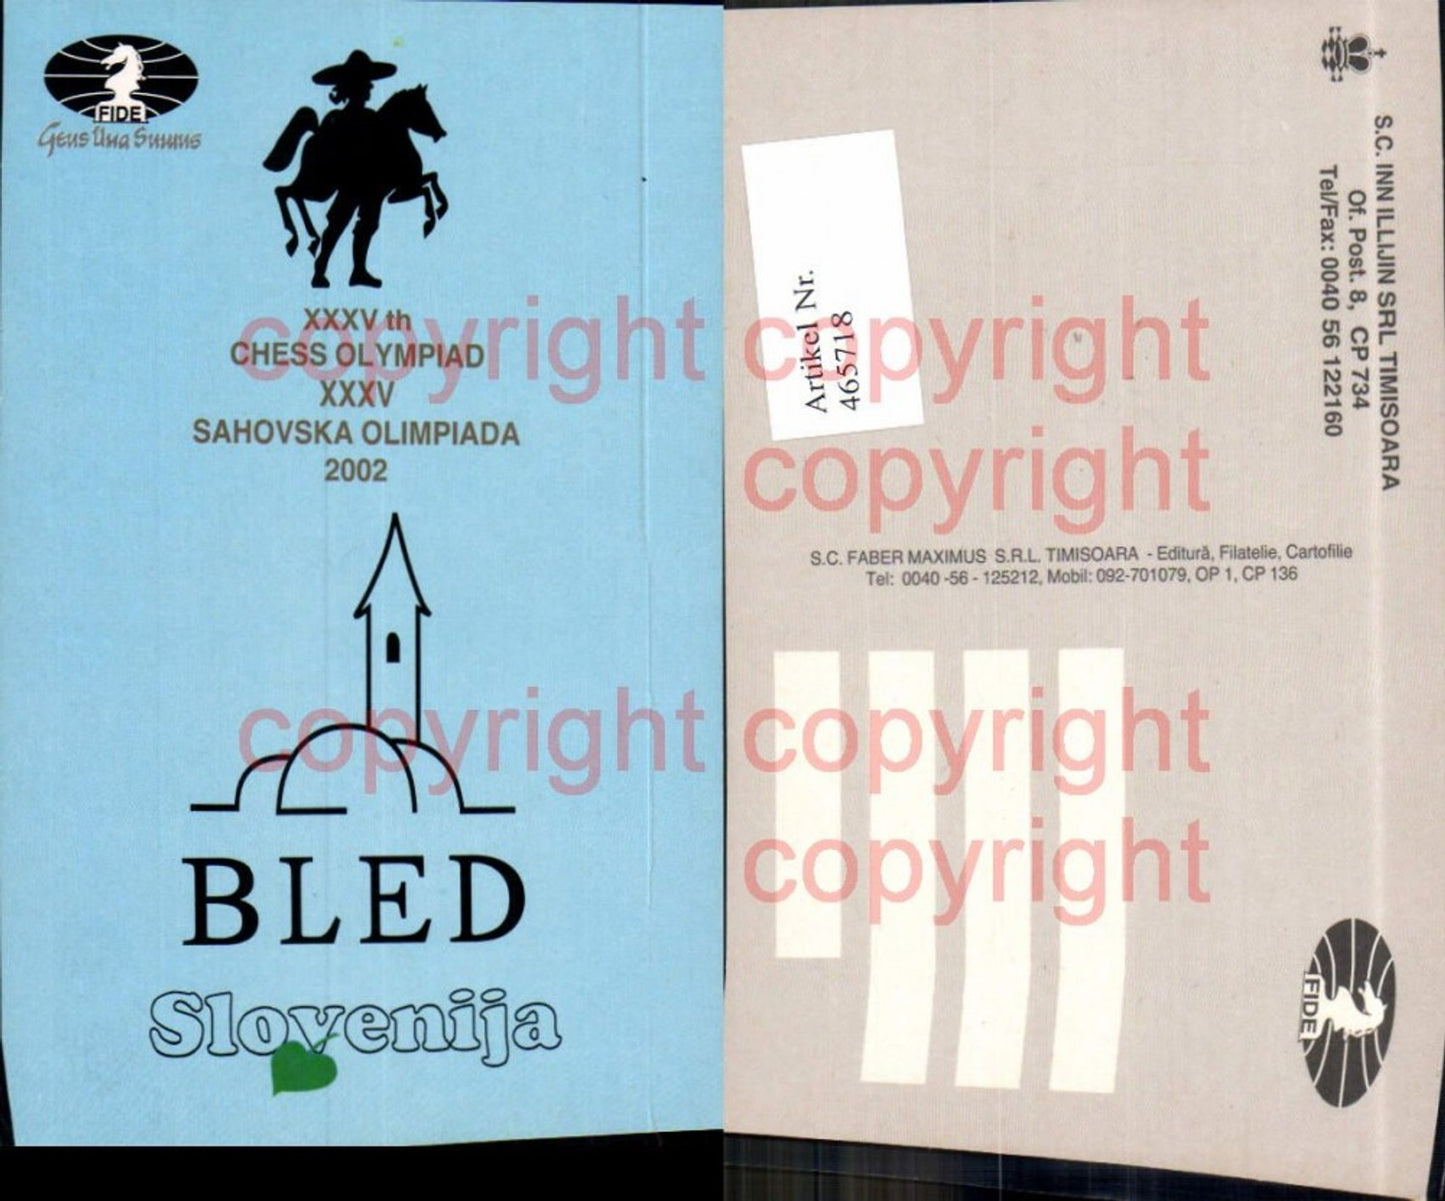 FIDE
Gens Una Sumus
XXXV th
CHESS OLYMPIAD
XXXV
SAHOVSKA OLIMPIADA
2002
BLED
Slovenija
copyright copyright
copyright
copyright copyright
copyright
Artikel Nr.
465718
S.C. INN ILLIJIN SRL TIMISOARA
Of. Post. 8, CP 734
Tel/Fax: 0040 56 122160
S.C. FABER MAXIMUS S.R.L. TIMISOARA - Editură, Filatelie, Cartofilie
Tel: 0040 -56 - 125212, Mobil: 092-701079, OP 1, CP 136
FIDE